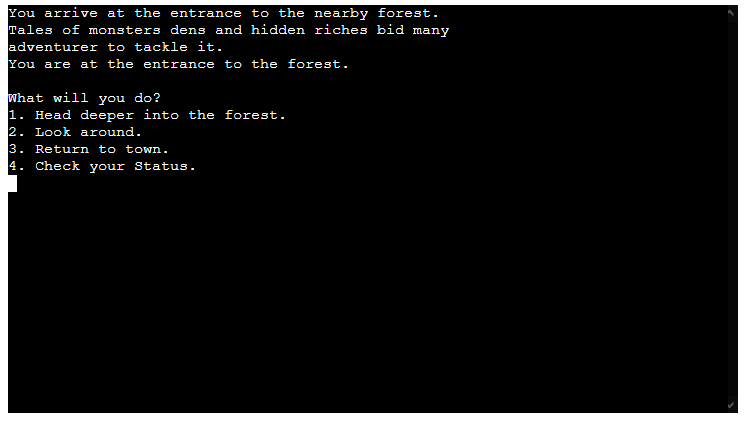 You arrive at the entrance to the nearby forest.
Tales of monsters dens and hidden riches bid many
adventurer to tackle it.
You are at the entrance to the forest.
What will you do?
1. Head deeper into the forest.
2. Look around.
3. Return to town.
4. Check your Status.